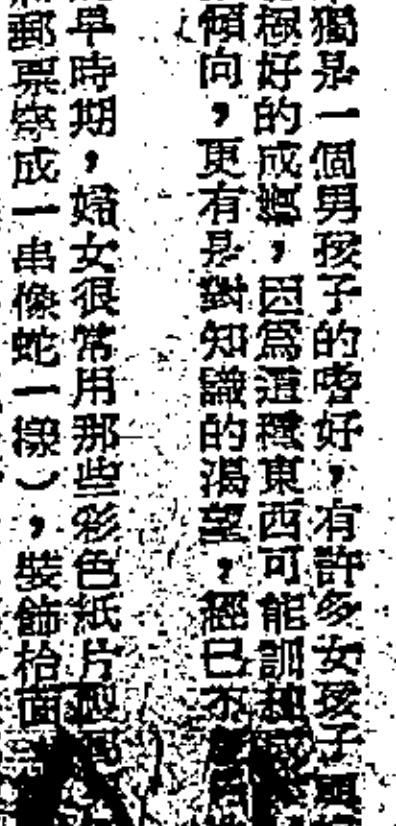 獨是一個男孩子的嗜好，有許多女孩子
極好的成績，因爲這種東西可能訓練成
傾向，更有是對知識的渴望，經已不
早時期，婦女很常用那些彩色紙片
郵票穿成一串像蛇一樣），裝飾枱面